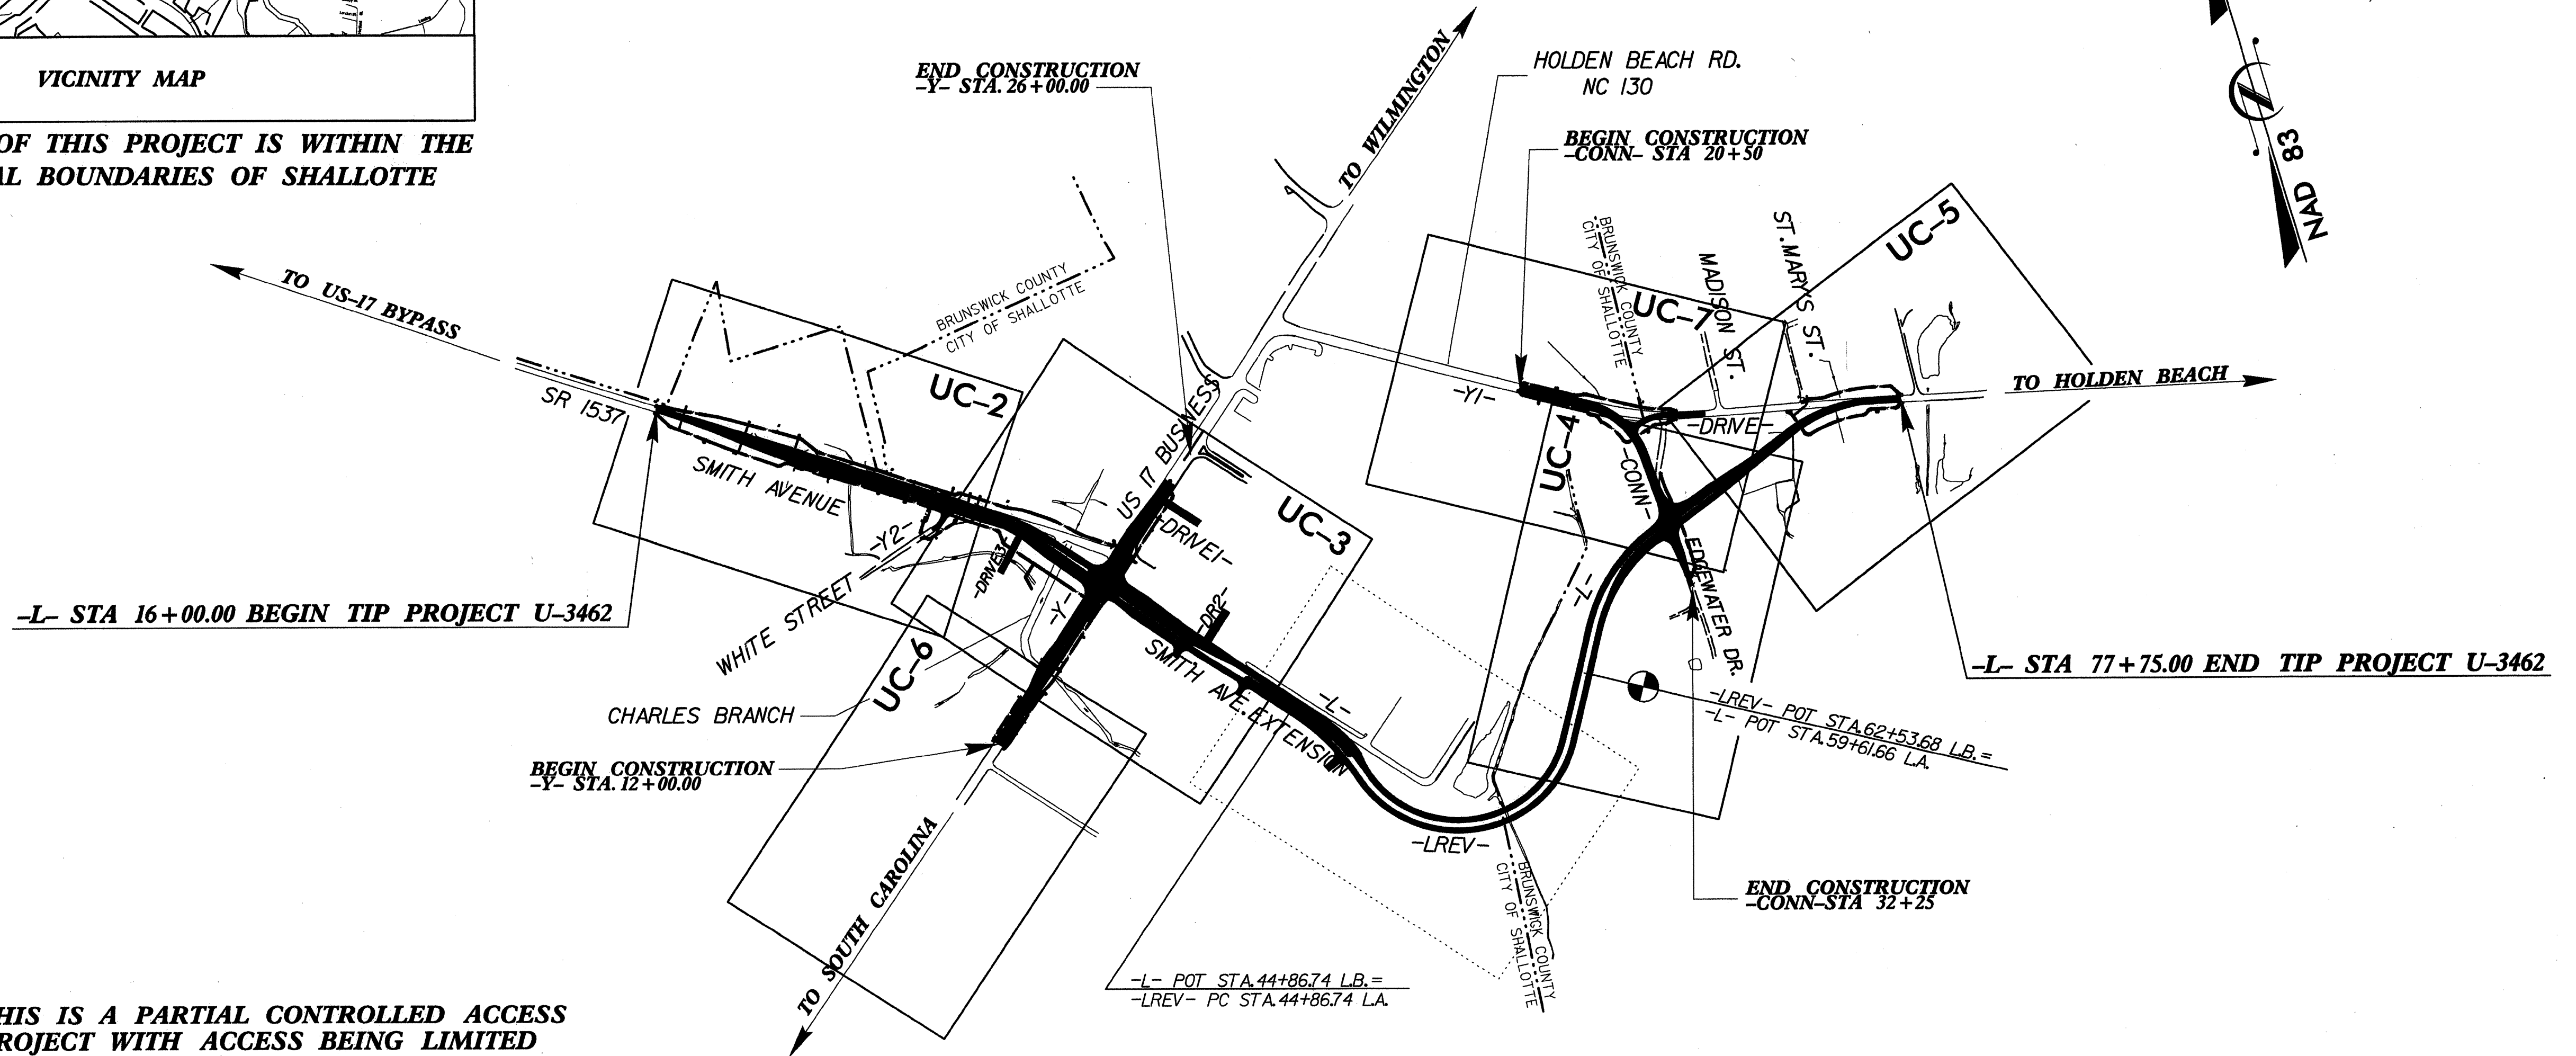 VICINITY MAP
OF THIS PROJECT IS WITHIN THE
AL BOUNDARIES OF SHALLOTTE
END CONSTRUCTION
-Y- STA. 26+00.00
TO WILMINGTON
HOLDEN BEACH RD.
NC 130
BEGIN CONSTRUCTION
-CONN- STA 20+50
NAD 83
TO US-17 BYPASS
BRUNSWICK COUNTY
CITY OF SHALLOTTE
BRUNSWICK COUNTY
CITY OF SHALLOTTE
MADISON ST.
ST. MARY'S ST.
UC-5
UC-7
UC-2
SR 1537
SMITH AVENUE
US 17 BUSINESS
-Y1-
UC-4
-DRIVE-
TO HOLDEN BEACH
-CONN-
-Y2-
-DRIVE1-
UC-3
-DRIVE3-
WHITE STREET
-Y-
-DR2-
-L-
EDGEWATER DR.
-L- STA 16+00.00 BEGIN TIP PROJECT U-3462
UC-6
SMITH AVE. EXTENSION
-L-
-L- STA 77+75.00 END TIP PROJECT U-3462
CHARLES BRANCH
-LREV- POT STA.62+53.68 L.B.=
-L- POT STA.59+61.66 L.A.
BEGIN CONSTRUCTION
-Y- STA. 12+00.00
-LREV-
TO SOUTH CAROLINA
BRUNSWICK COUNTY
CITY OF SHALLOTTE
END CONSTRUCTION
-CONN-STA 32+25
-L- POT STA.44+86.74 L.B.=
-LREV- PC STA.44+86.74 L.A.
HIS IS A PARTIAL CONTROLLED ACCESS
ROJECT WITH ACCESS BEING LIMITED